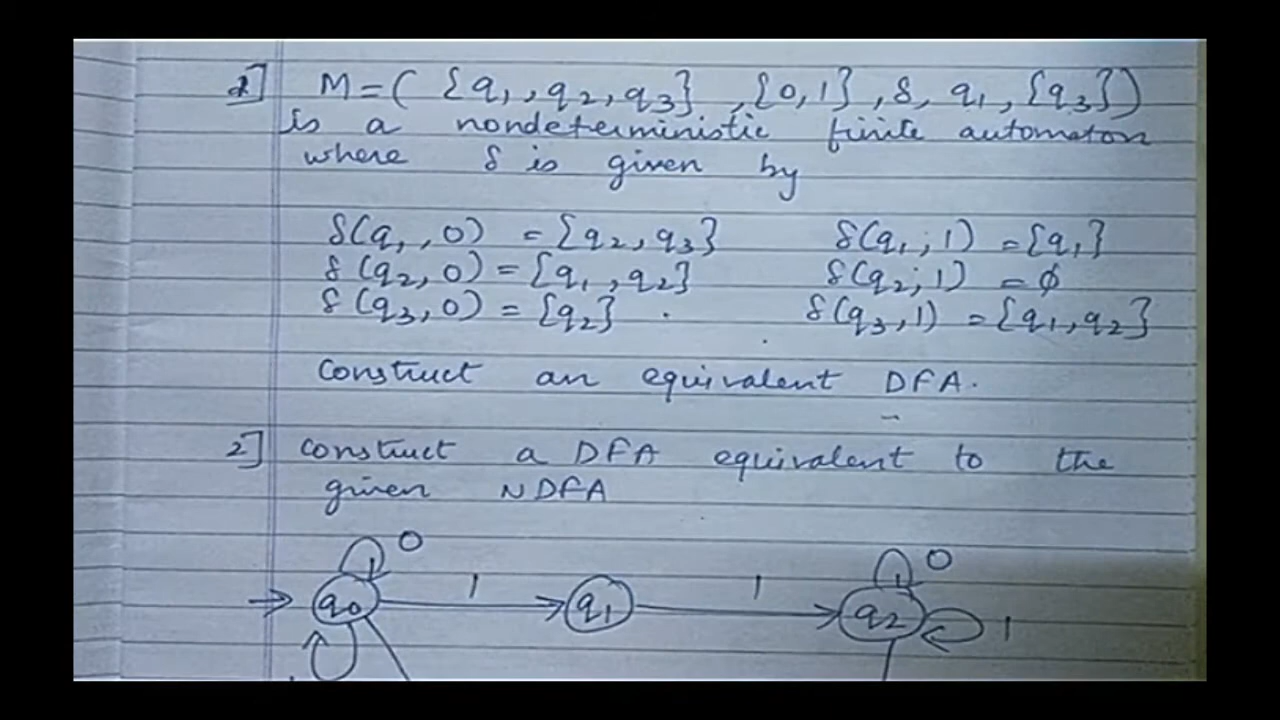 1] M = ( {q₁, q₂, q₃} , {0, 1} , δ, q₁, {q₃} )
is a nondeterministic finite automaton
where δ is given by
δ(q₁, 0) = {q₂, q₃} δ(q₁, 1) = {q₁}
δ(q₂, 0) = {q₁, q₂} δ(q₂, 1) = ϕ
δ(q₃, 0) = {q₂} . δ(q₃, 1) = {q₁, q₂}
Construct an equivalent DFA.
2] Construct a DFA equivalent to the
given NDFA
0 0
q₀ 1 q₁ 1 q₂ 1